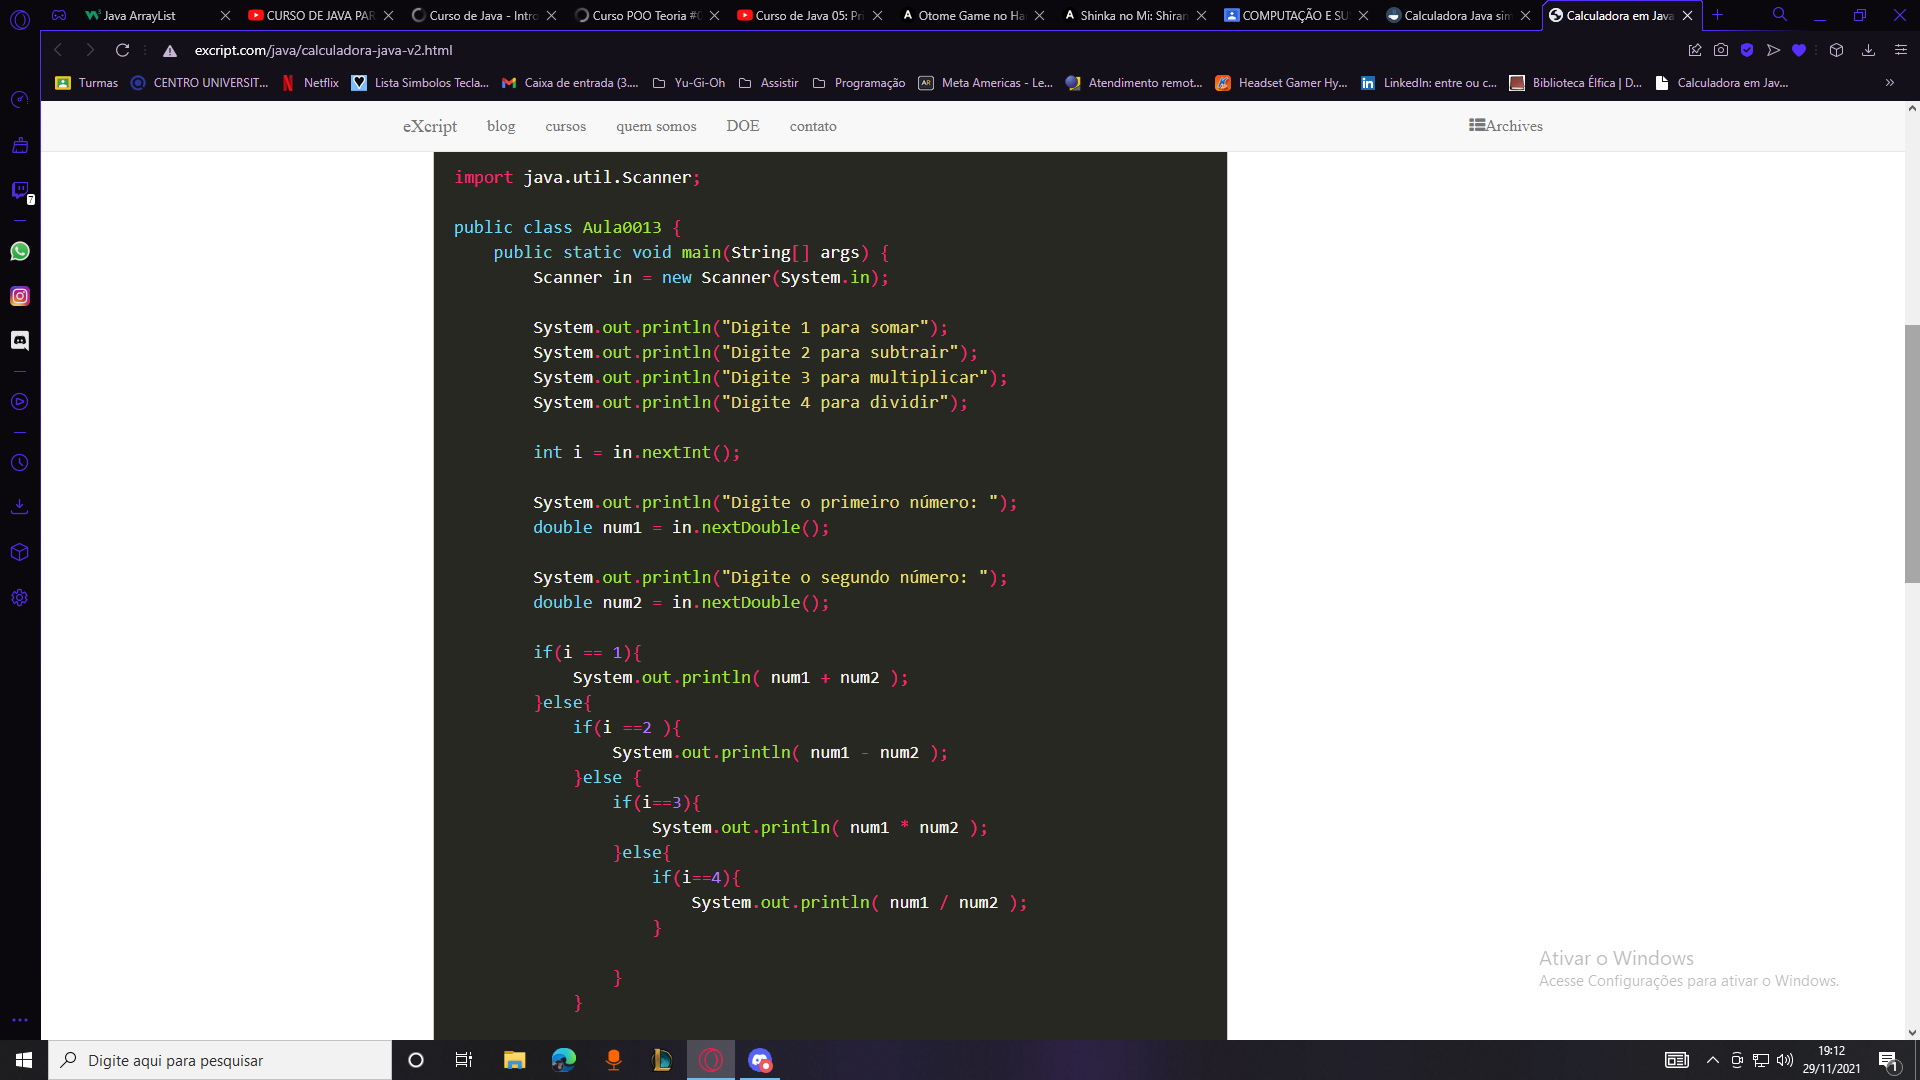 Java ArrayList
CURSO DE JAVA PAR
Curso de Java - Intro
Curso POO Teoria #0
Curso de Java 05: Pri
Otome Game no Ha
Shinka no Mi: Shiran
COMPUTAÇÃO E SUS
Calculadora Java sim
Calculadora em Java
excript.com/java/calculadora-java-v2.html
Turmas
CENTRO UNIVERSIT...
Netflix
Lista Simbolos Tecla...
Caixa de entrada (3....
Yu-Gi-Oh
Assistir
Programação
Meta Americas - Le...
Atendimento remot...
Headset Gamer Hy...
LinkedIn: entre ou c...
Biblioteca Élfica | D...
Calculadora em Jav...
7
eXcript blog cursos quem somos DOE contato Archives
import java.util.Scanner;
public class Aula0013 {
public static void main(String[] args) {
Scanner in = new Scanner(System.in);
System.out.println("Digite 1 para somar");
System.out.println("Digite 2 para subtrair");
System.out.println("Digite 3 para multiplicar");
System.out.println("Digite 4 para dividir");
int i = in.nextInt();
System.out.println("Digite o primeiro número: ");
double num1 = in.nextDouble();
System.out.println("Digite o segundo número: ");
double num2 = in.nextDouble();
if(i == 1){
System.out.println( num1 + num2 );
}else{
if(i ==2 ){
System.out.println( num1 - num2 );
}else {
if(i==3){
System.out.println( num1 * num2 );
}else{
if(i==4){
System.out.println( num1 / num2 );
}
}
}
Ativar o Windows
Acesse Configurações para ativar o Windows.
Digite aqui para pesquisar
19:12
29/11/2021
1